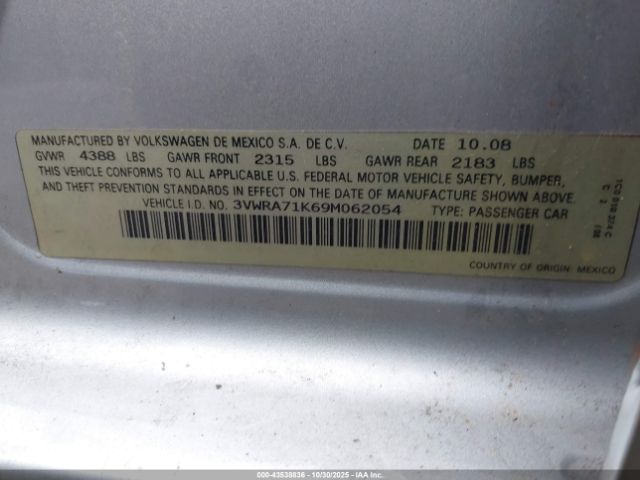 MANUFACTURED BY VOLKSWAGEN DE MEXICO S.A. DE C.V. DATE 10.08
GVWR 4388 LBS GAWR FRONT 2315 LBS GAWR REAR 2183 LBS
THIS VEHICLE CONFORMS TO ALL APPLICABLE U.S. FEDERAL MOTOR VEHICLE SAFETY, BUMPER,
AND THEFT PREVENTION STANDARDS IN EFFECT ON THE DATE OF MANUFACTURE SHOWN ABOVE.
VEHICLE I.D. NO. 3VWRA71K69M062054 TYPE: PASSENGER CAR
COUNTRY OF ORIGIN: MEXICO
000-43538836 - 10/30/2025 - IAAI.COM